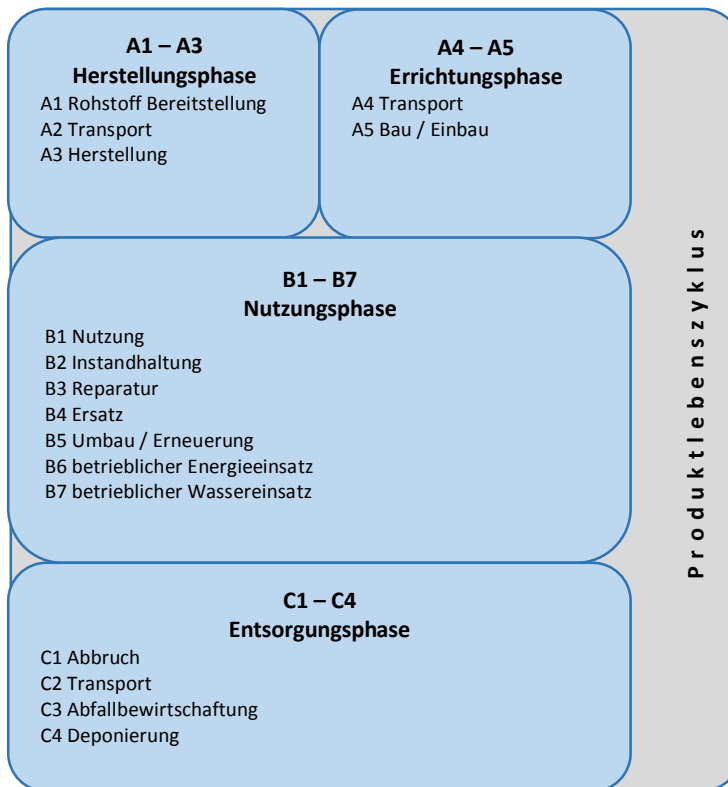 A1 – A3
Herstellungsphase
A1 Rohstoff Bereitstellung
A2 Transport
A3 Herstellung
A4 – A5
Errichtungsphase
A4 Transport
A5 Bau / Einbau
B1 – B7
Nutzungsphase
B1 Nutzung
B2 Instandhaltung
B3 Reparatur
B4 Ersatz
B5 Umbau / Erneuerung
B6 betrieblicher Energieeinsatz
B7 betrieblicher Wassereinsatz
C1 – C4
Entsorgungsphase
C1 Abbruch
C2 Transport
C3 Abfallbewirtschaftung
C4 Deponierung
Produktlebenszyklus